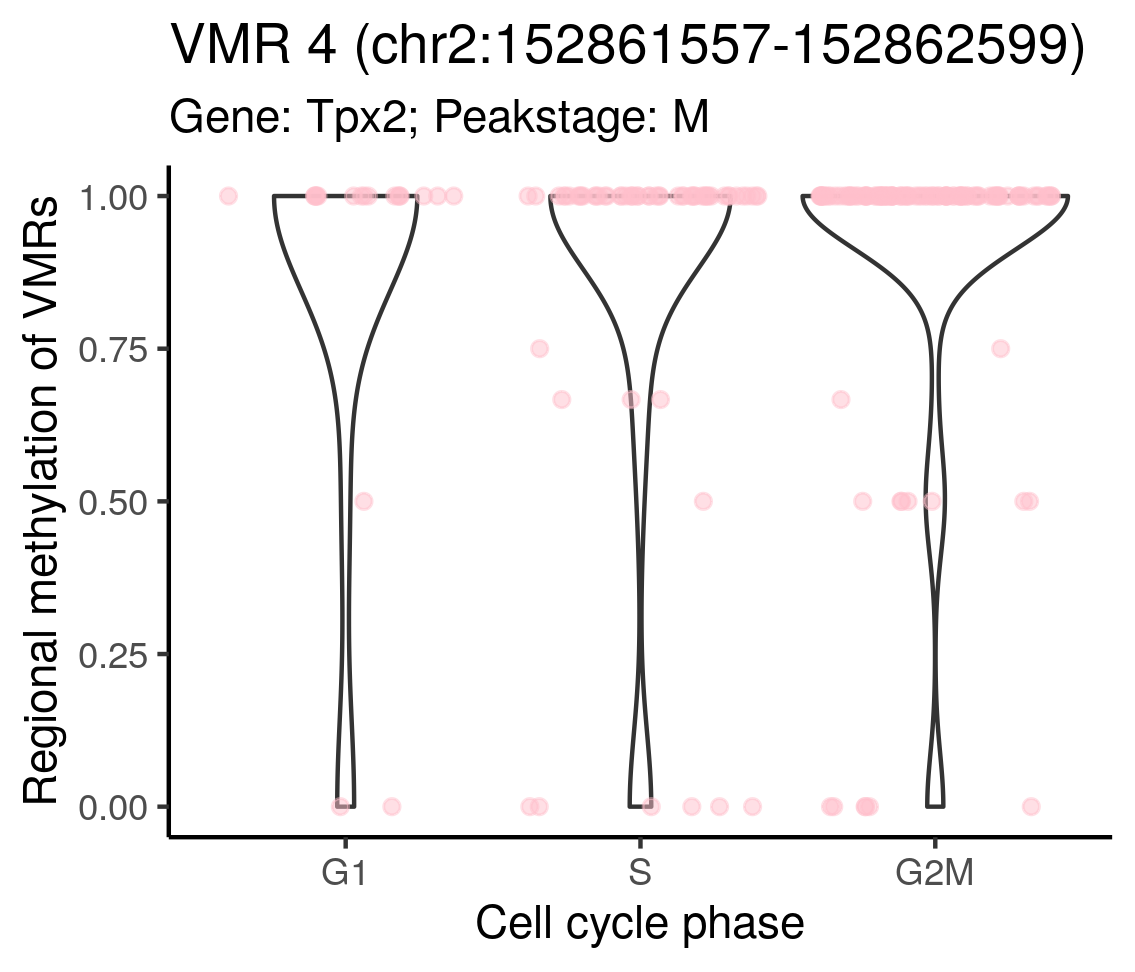 VMR 4 (chr2:152861557-152862599)
Gene: Tpx2; Peakstage: M
Regional methylation of VMRs
1.00
0.75
0.50
0.25
0.00
G1
S
G2M
Cell cycle phase